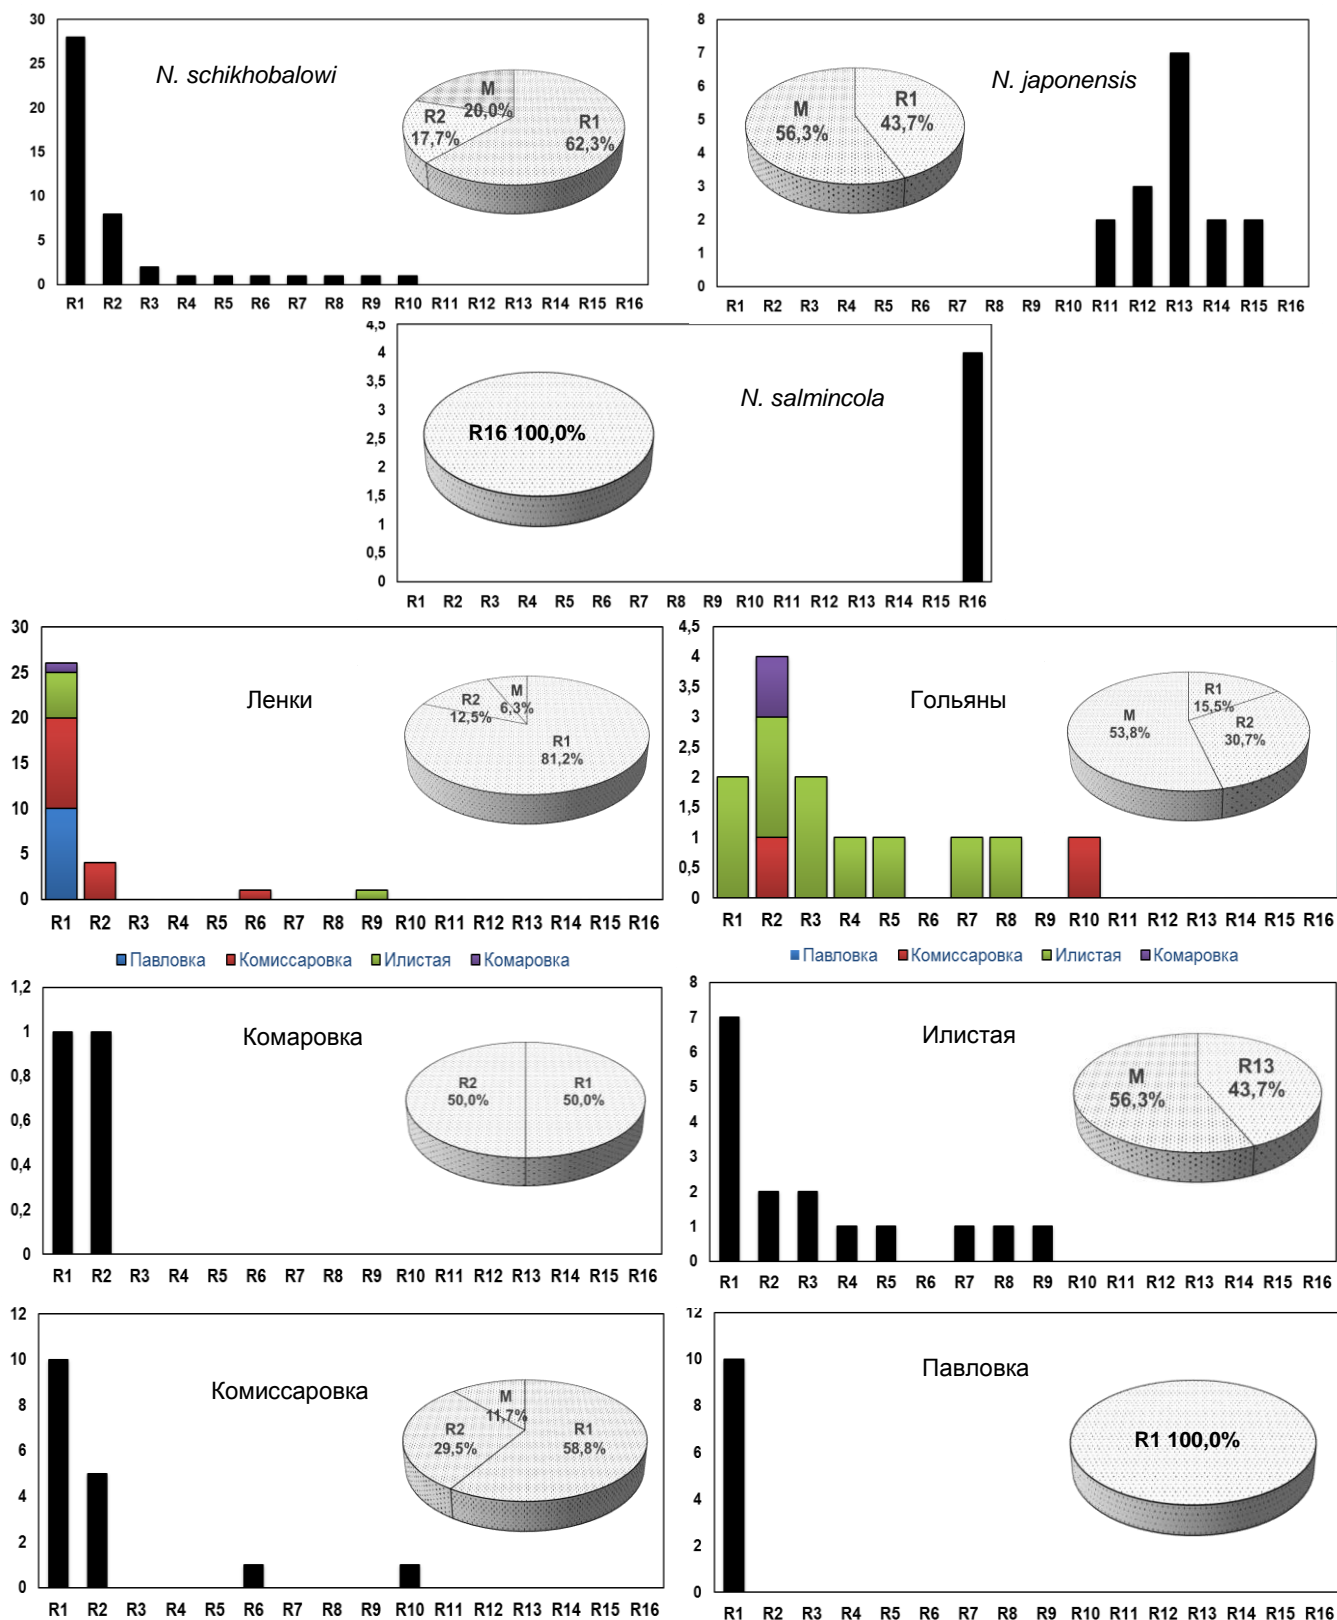 30
25
20
15
10
5
0
N. schikhobalowi
M
20,0%
R2
17,7%
R1
62,3%
R1 R2 R3 R4 R5 R6 R7 R8 R9 R10 R11 R12 R13 R14 R15 R16
8
7
6
5
4
3
2
1
0
N. japonensis
M
56,3%
R1
43,7%
R1 R2 R3 R4 R5 R6 R7 R8 R9 R10 R11 R12 R13 R14 R15 R16
4,5
4
3,5
3
2,5
2
1,5
1
0,5
0
N. salmincola
R16 100,0%
R1 R2 R3 R4 R5 R6 R7 R8 R9 R10 R11 R12 R13 R14 R15 R16
30
25
20
15
10
5
0
Ленки
R2
12,5%
M
6,3%
R1
81,2%
R1 R2 R3 R4 R5 R6 R7 R8 R9 R10 R11 R12 R13 R14 R15 R16
Павловка Комиссаровка Илистая Комаровка
4,5
4
3,5
3
2,5
2
1,5
1
0,5
0
Гольяны
R1
15,5%
R2
30,7%
M
53,8%
R1 R2 R3 R4 R5 R6 R7 R8 R9 R10 R11 R12 R13 R14 R15 R16
Павловка Комиссаровка Илистая Комаровка
1,2
1
0,8
0,6
0,4
0,2
0
Комаровка
R2
50,0%
R1
50,0%
R1 R2 R3 R4 R5 R6 R7 R8 R9 R10 R11 R12 R13 R14 R15 R16
8
7
6
5
4
3
2
1
0
Илистая
M
56,3%
R13
43,7%
R1 R2 R3 R4 R5 R6 R7 R8 R9 R10 R11 R12 R13 R14 R15 R16
12
10
8
6
4
2
0
Комиссаровка
M
11,7%
R2
29,5%
R1
58,8%
R1 R2 R3 R4 R5 R6 R7 R8 R9 R10 R11 R12 R13 R14 R15 R16
12
10
8
6
4
2
0
Павловка
R1 100,0%
R1 R2 R3 R4 R5 R6 R7 R8 R9 R10 R11 R12 R13 R14 R15 R16